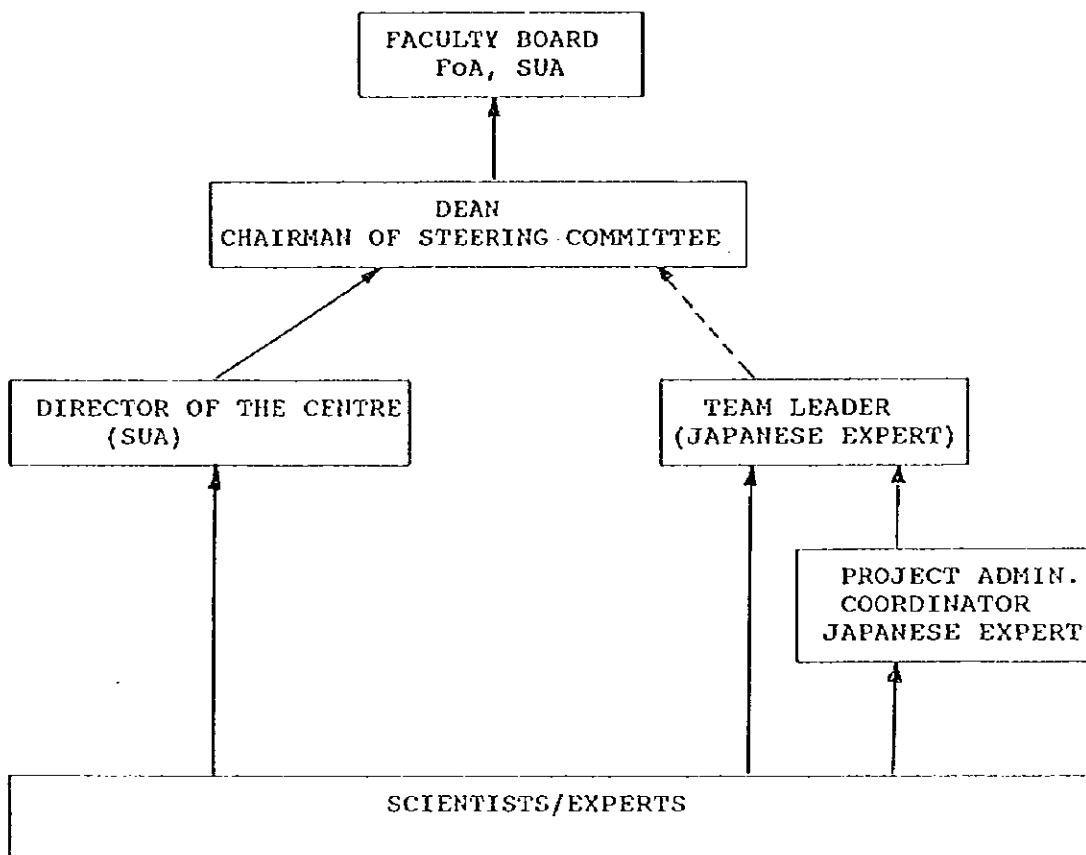 FACULTY BOARD
FoA, SUA
DEAN
CHAIRMAN OF STEERING COMMITTEE
DIRECTOR OF THE CENTRE
(SUA)
TEAM LEADER
(JAPANESE EXPERT)
PROJECT ADMIN.
COORDINATOR
JAPANESE EXPERT
SCIENTISTS/EXPERTS